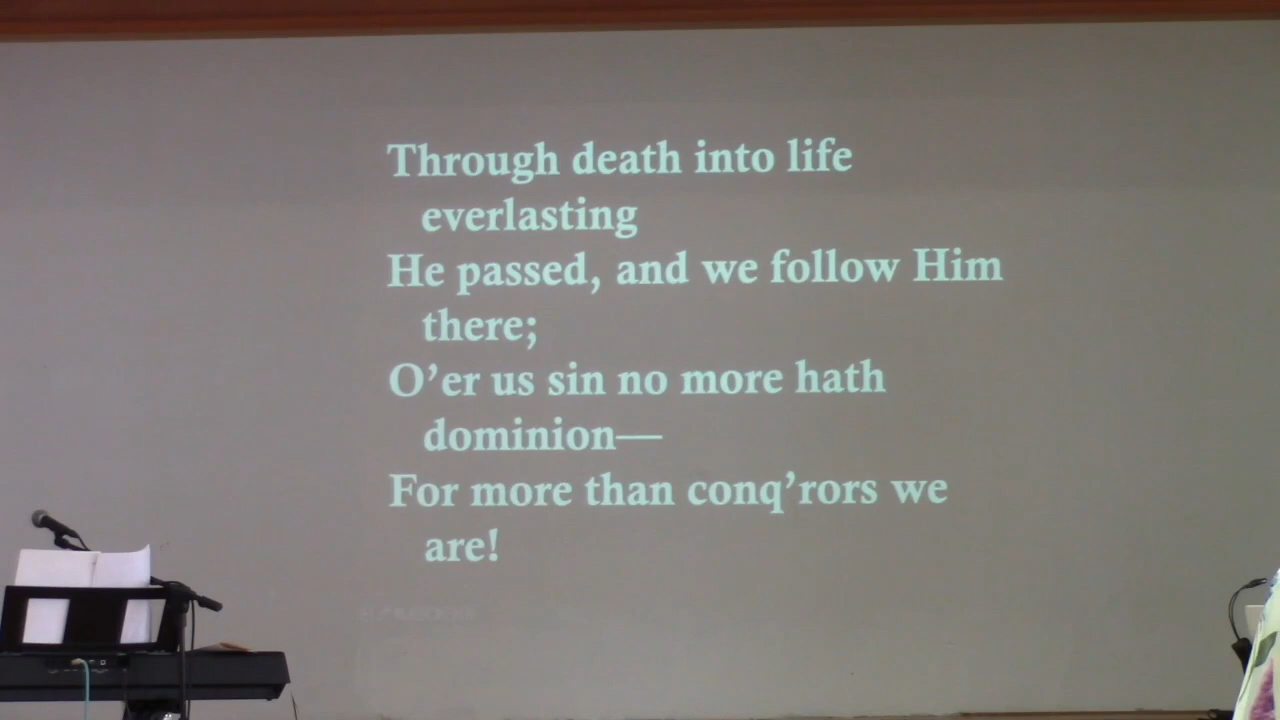 Through death into life
everlasting
He passed, and we follow Him
there;
O’er us sin no more hath
dominion—
For more than conq’rors we
are!